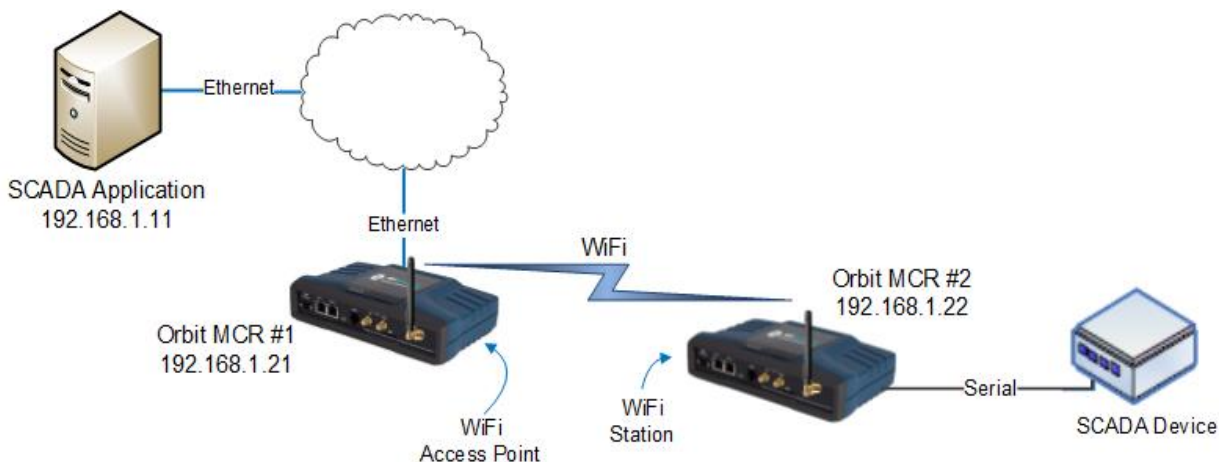 Ethernet
SCADA Application
192.168.1.11
Ethernet
WiFi
Orbit MCR #1
192.168.1.21
Orbit MCR #2
192.168.1.22
WiFi
Access Point
WiFi
Station
Serial
SCADA Device